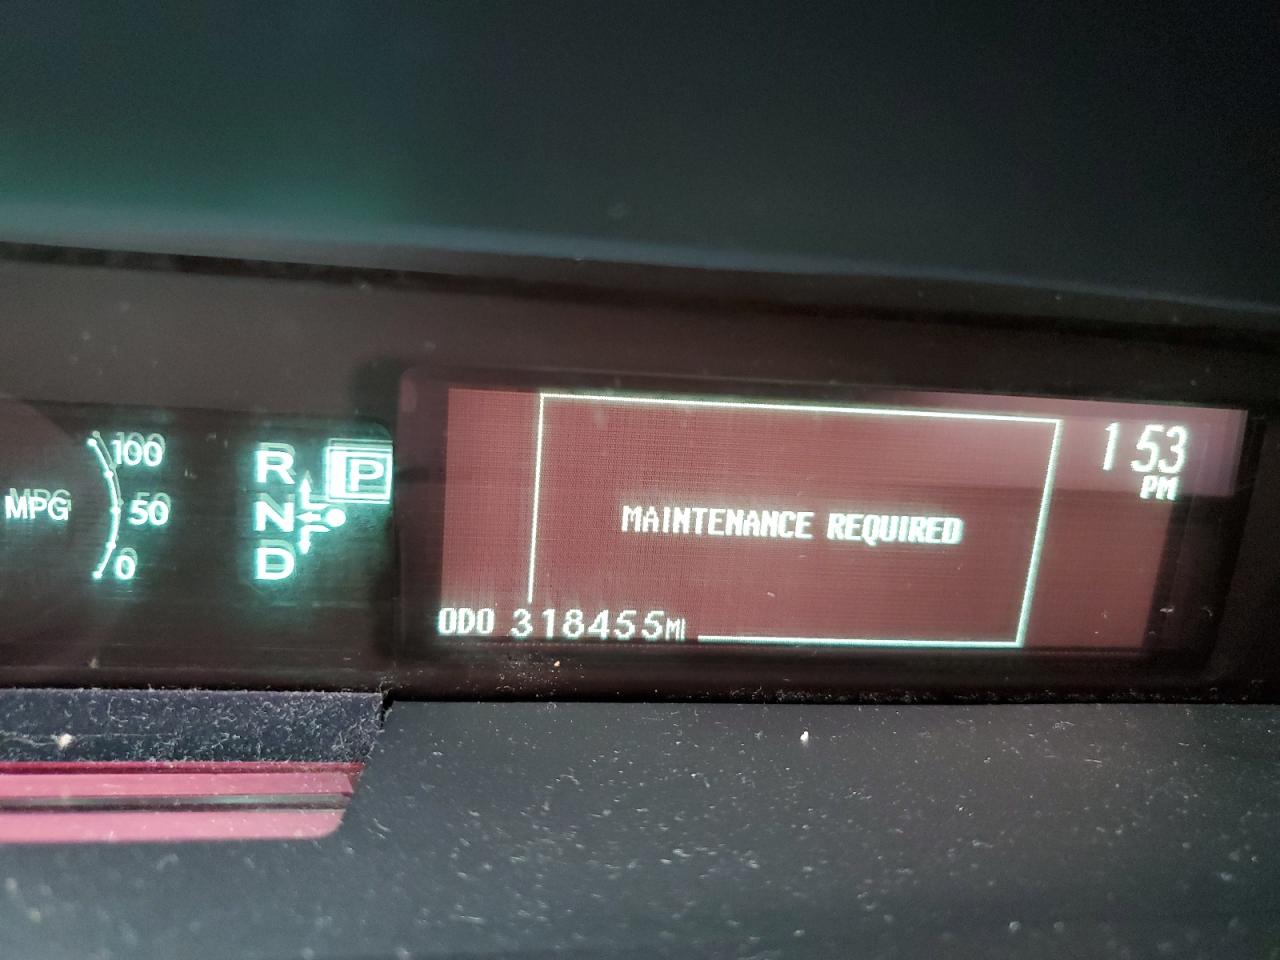 MPG
100
50
0
R
N
D
P
MAINTENANCE REQUIRED
1 53
PM
ODO 318455MI